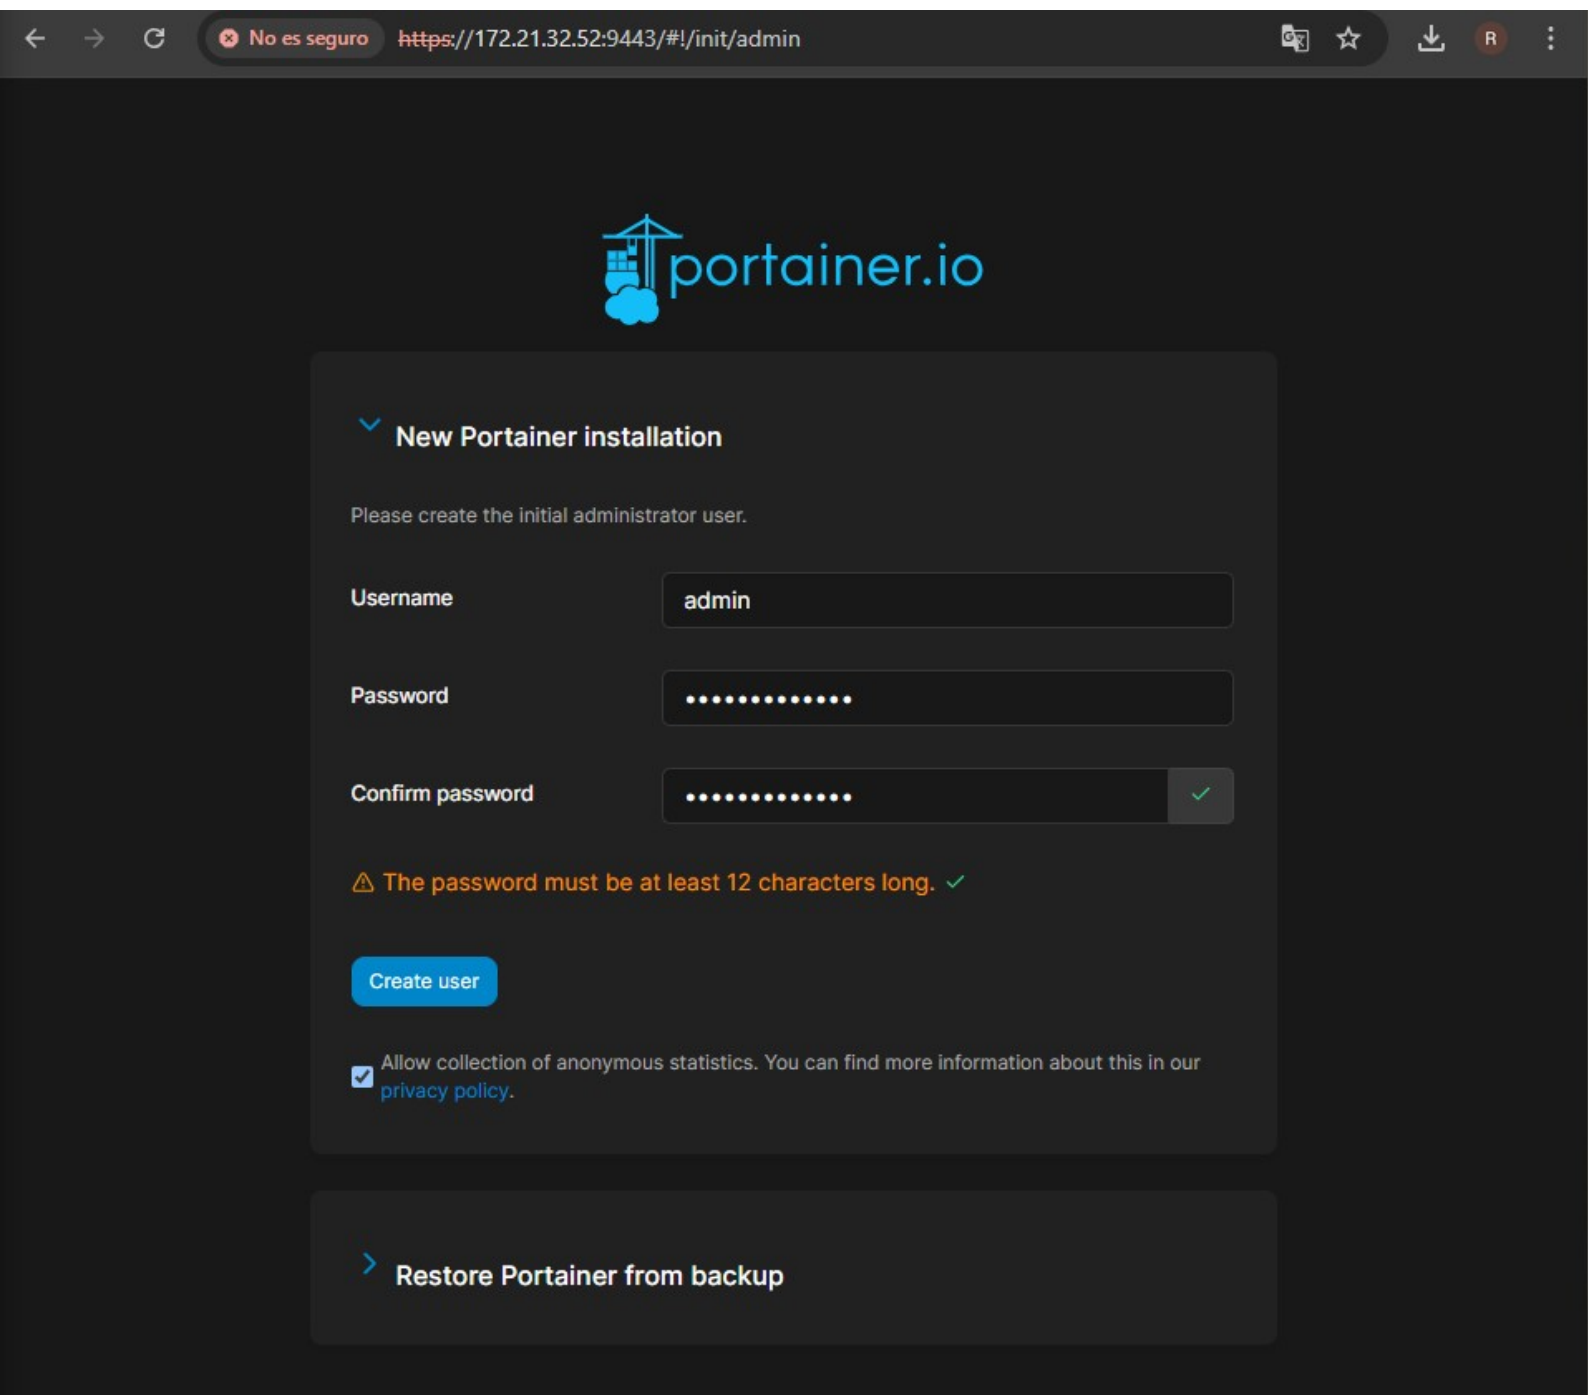 No es seguro https://172.21.32.52:9443/#!/init/admin R
portainer.io
New Portainer installation
Please create the initial administrator user.
Username admin
Password •••••••••••••
Confirm password •••••••••••••
The password must be at least 12 characters long.
Create user
Allow collection of anonymous statistics. You can find more information about this in our
privacy policy.
Restore Portainer from backup